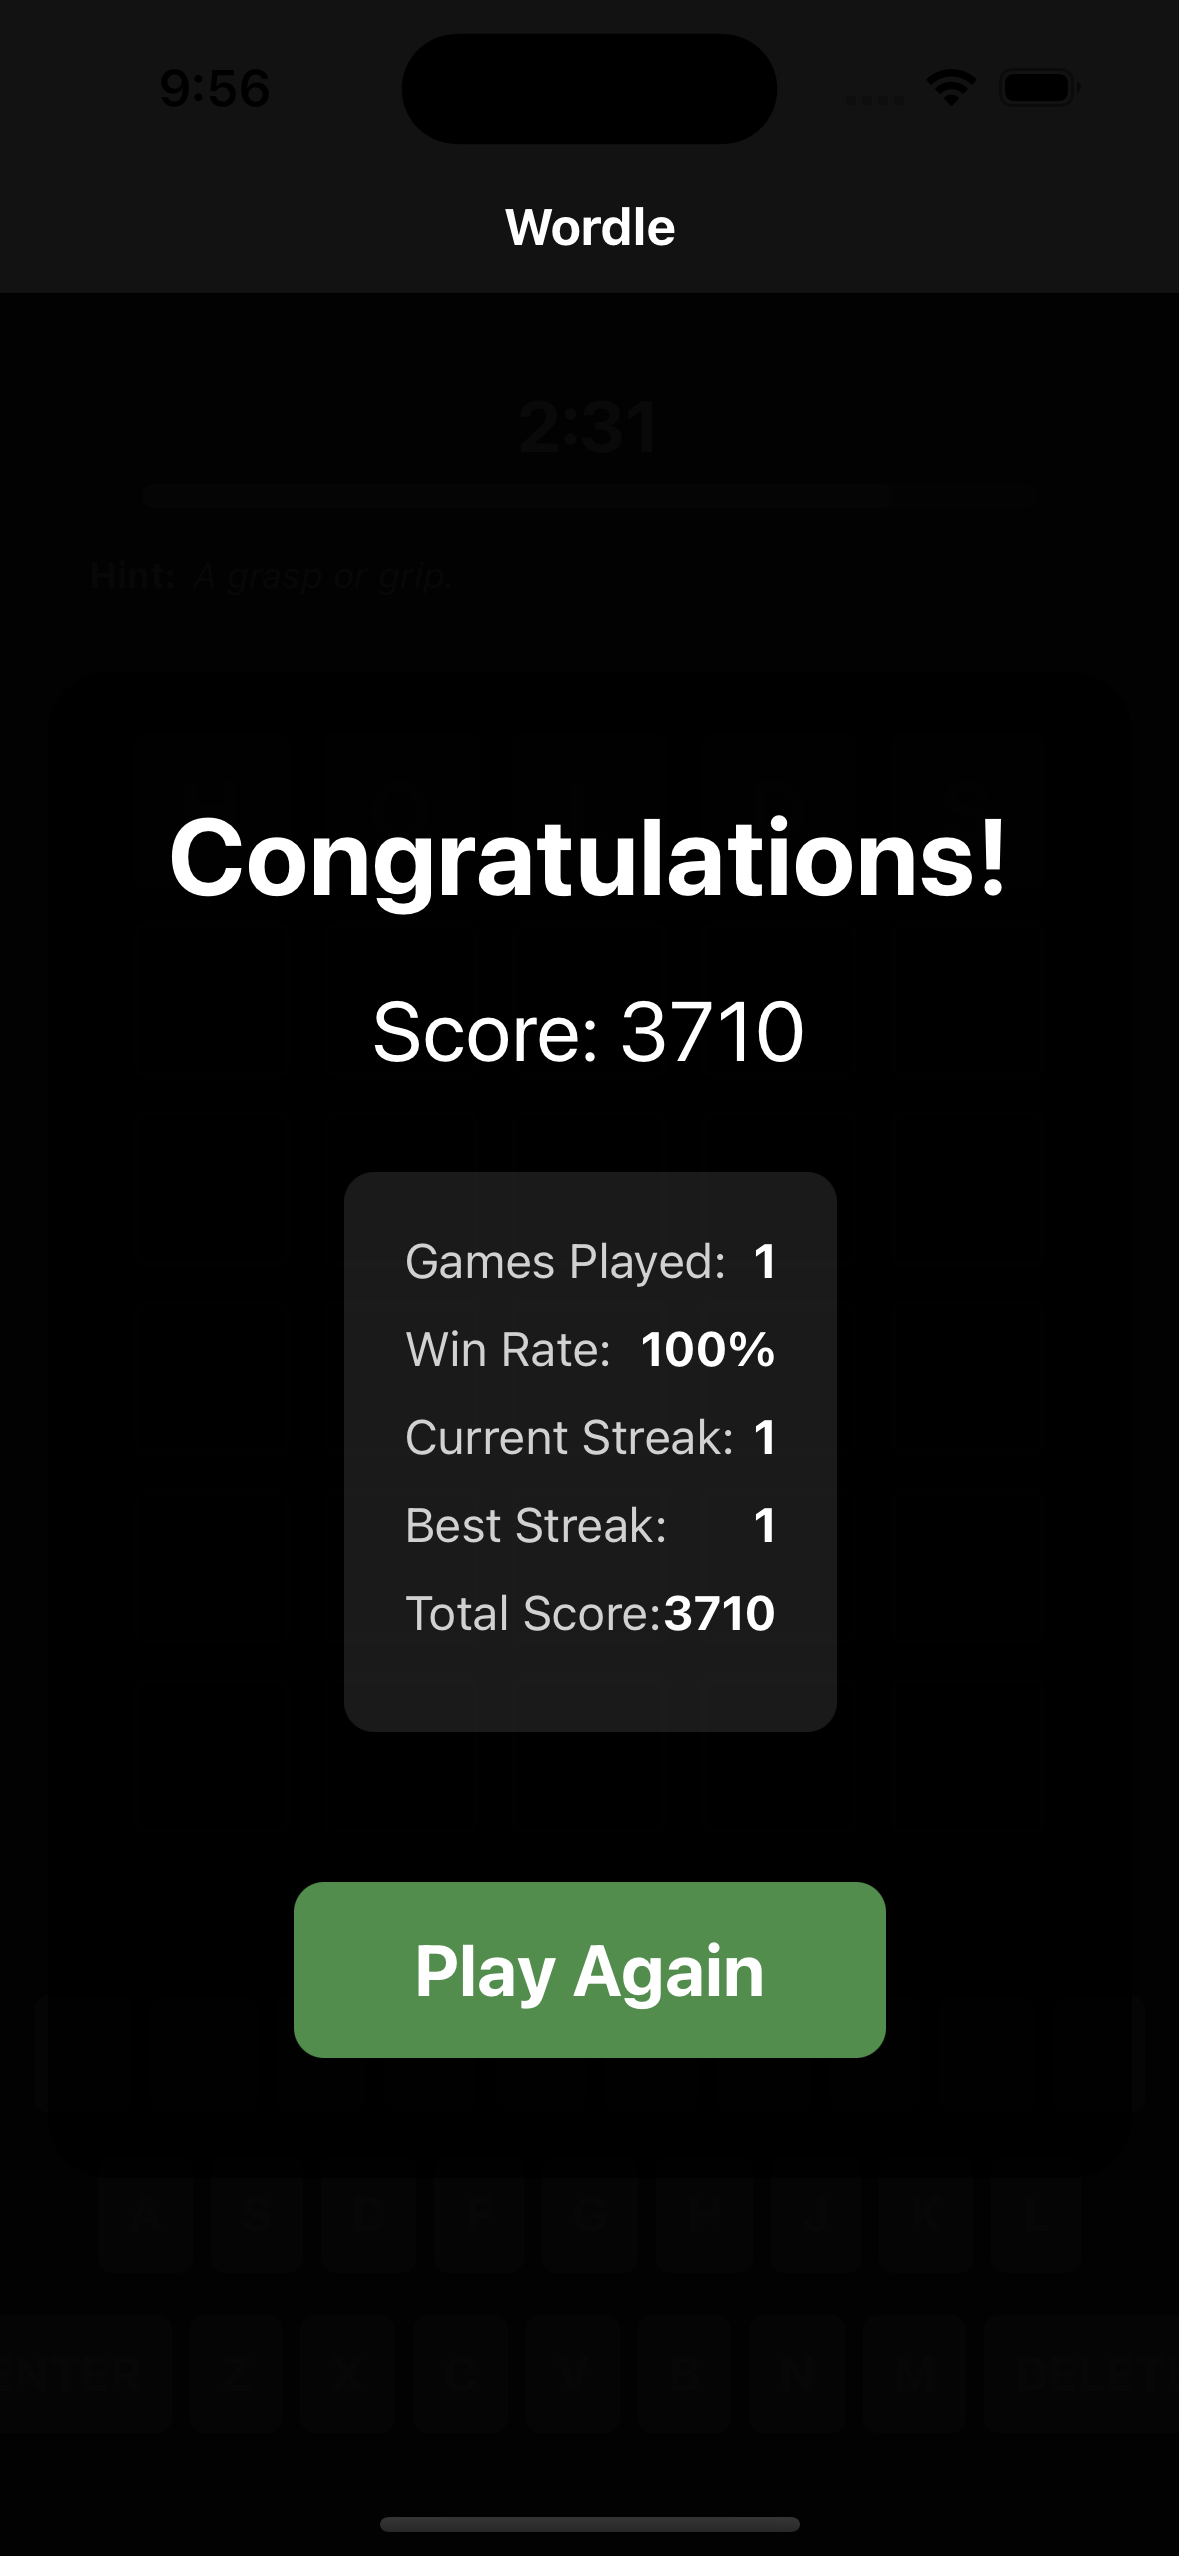 9:56
Wordle
2:31
Hint: A grasp or grip.
H O L D S
Congratulations!
Score: 3710
Games Played: 1
Win Rate: 100%
Current Streak: 1
Best Streak: 1
Total Score: 3710
Play Again
A S D F G H J K L
ENTER Z X C V B N M DELETE